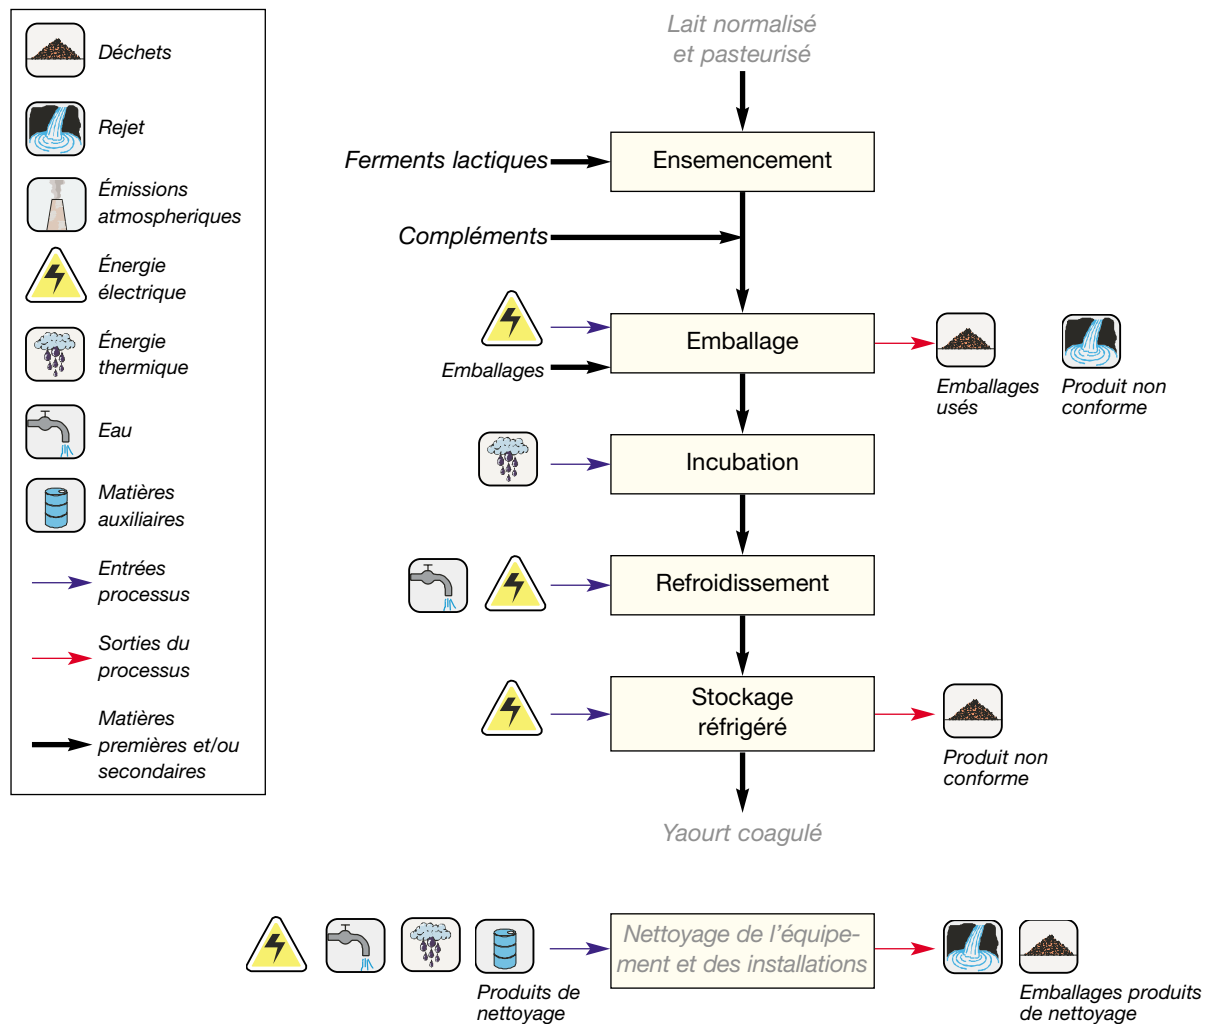 Déchets
Rejet
Émissions
atmospheriques
Énergie
électrique
Énergie
thermique
Eau
Matières
auxiliaires
Entrées
processus
Sorties du
processus
Matières
premières et/ou
secondaires
Lait normalisé
et pasteurisé
Ferments lactiques
Ensemencement
Compléments
Emballage
Emballages
Emballages
usés
Produit non
conforme
Incubation
Refroidissement
Stockage
réfrigéré
Produit non
conforme
Yaourt coagulé
Nettoyage de l’équipe-
ment et des installations
Produits de
nettoyage
Emballages produits
de nettoyage